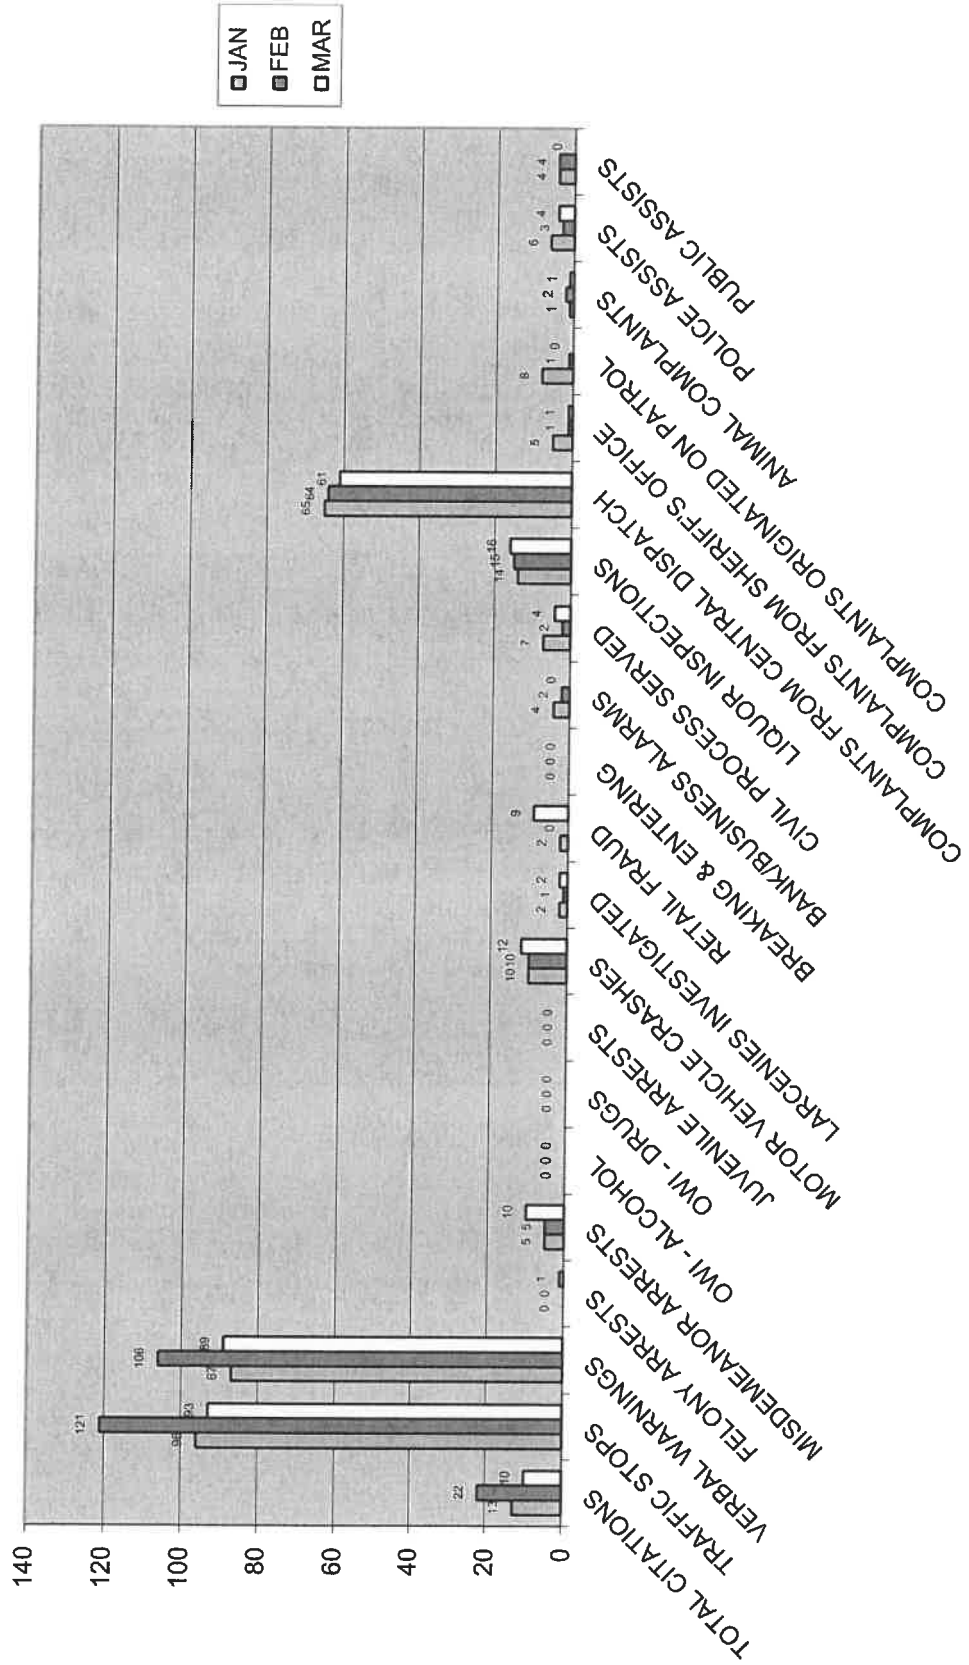 140
120
100
80
60
40
20
0
13 22 10
96 121 93
87 106 89
0 0 1
5 5 10
0 0 0
0 0 0
0 0 0
10 10 12
2 1 2
2 0 9
0 0 0
4 2 0
7 2 4
14 15 16
65 64 61
5 1 1
8 1 0
1 2 1
6 3 4
4 4 0
TOTAL CITATIONS
TRAFFIC STOPS
VERBAL WARNINGS
FELONY ARRESTS
MISDEMEANOR ARRESTS
OWI - ALCOHOL
OWI - DRUGS
JUVENILE ARRESTS
MOTOR VEHICLE CRASHES
LARCENIES INVESTIGATED
RETAIL FRAUD
BREAKING & ENTERING
BANK/BUSINESS ALARMS
CIVIL PROCESS SERVED
LIQUOR INSPECTIONS
COMPLAINTS FROM CENTRAL DISPATCH
COMPLAINTS FROM SHERIFF'S OFFICE
COMPLAINTS ORIGINATED ON PATROL
ANIMAL COMPLAINTS
POLICE ASSISTS
PUBLIC ASSISTS
JAN
FEB
MAR